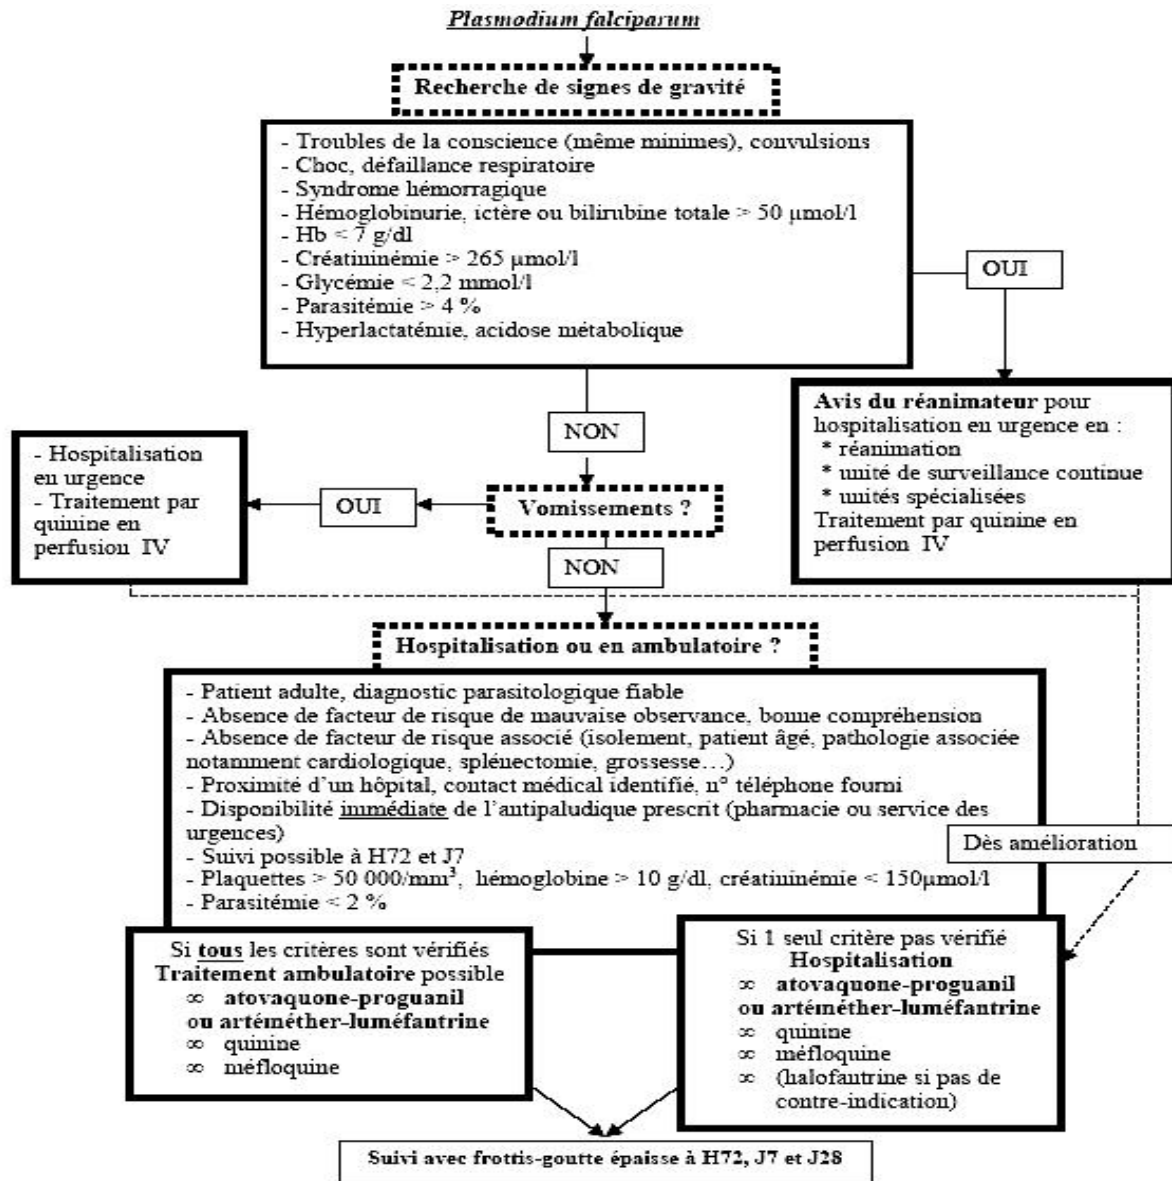 Plasmodium falciparum
Recherche de signes de gravité
- Troubles de la conscience (même minimes), convulsions
- Choc, défaillance respiratoire
- Syndrome hémorragique
- Hémoglobinurie, ictère ou bilirubine totale > 50 µmol/l
- Hb < 7 g/dl
- Créatininémie > 265 µmol/l
- Glycémie < 2,2 mmol/l
- Parasitémie > 4 %
- Hyperlactatémie, acidose métabolique
OUI
Avis du réanimateur pour
hospitalisation en urgence en :
* réanimation
* unité de surveillance continue
* unités spécialisées
Traitement par quinine en
perfusion IV
NON
Vomissements ?
OUI
- Hospitalisation
en urgence
- Traitement par
quinine en
perfusion IV
NON
Hospitalisation ou en ambulatoire ?
- Patient adulte, diagnostic parasitologique fiable
- Absence de facteur de risque de mauvaise observance, bonne compréhension
- Absence de facteur de risque associé (isolement, patient âgé, pathologie associée
notamment cardiologique, splénectomie, grossesse…)
- Proximité d'un hôpital, contact médical identifié, n° téléphone fourni
- Disponibilité immédiate de l'antipaludique prescrit (pharmacie ou service des
urgences)
- Suivi possible à H72 et J7
- Plaquettes > 50 000/mm³, hémoglobine > 10 g/dl, créatininémie < 150µmol/l
- Parasitémie < 2 %
Dès amélioration
Si tous les critères sont vérifiés
Traitement ambulatoire possible
∞ atovaquone-proguanil
ou artéméther-luméfantrine
∞ quinine
∞ méfloquine
Si 1 seul critère pas vérifié
Hospitalisation
∞ atovaquone-proguanil
ou artéméther-luméfantrine
∞ quinine
∞ méfloquine
∞ (halofantrine si pas de
contre-indication)
Suivi avec frottis-goutte épaisse à H72, J7 et J28